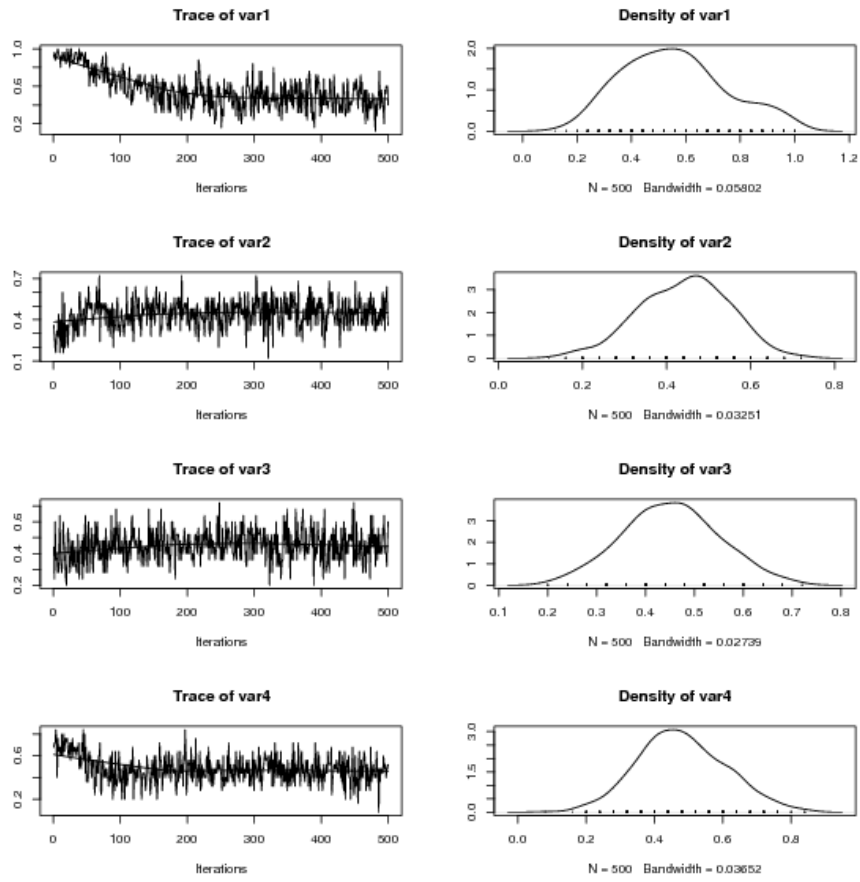 Trace of var1
1.0
0.6
0.2
0 100 200 300 400 500
Iterations
Density of var1
2.0
1.0
0.0
0.0 0.2 0.4 0.6 0.8 1.0 1.2
N = 500 Bandwidth = 0.05802
Trace of var2
0.7
0.4
0.1
0 100 200 300 400 500
Iterations
Density of var2
3
2
1
0
0.0 0.2 0.4 0.6 0.8
N = 500 Bandwidth = 0.03251
Trace of var3
0.6
0.4
0.2
0 100 200 300 400 500
Iterations
Density of var3
3
2
1
0
0.1 0.2 0.3 0.4 0.5 0.6 0.7 0.8
N = 500 Bandwidth = 0.02739
Trace of var4
0.6
0.2
0 100 200 300 400 500
Iterations
Density of var4
3.0
1.5
0.0
0.0 0.2 0.4 0.6 0.8
N = 500 Bandwidth = 0.03652